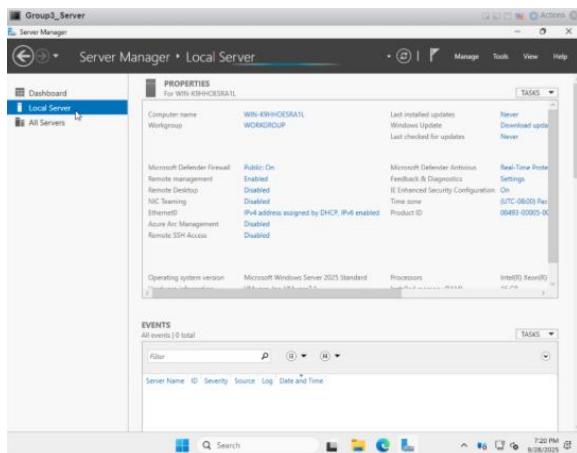 Group3_Server
Actions
Server Manager
Server Manager • Local Server
Manage Tools View Help
Dashboard
Local Server
All Servers
PROPERTIES
For WIN-K9HHOESRA1L
TASKS
Computer name WIN-K9HHOESRA1L
Workgroup WORKGROUP
Last installed updates Never
Windows Update Download upda
Last checked for updates Never
Microsoft Defender Firewall Public: On
Remote management Enabled
Remote Desktop Disabled
NIC Teaming Disabled
Ethernet0 IPv4 address assigned by DHCP, IPv6 enabled
Azure Arc Management Disabled
Remote SSH Access Disabled
Microsoft Defender Antivirus Real-Time Prote
Feedback & Diagnostics Settings
IE Enhanced Security Configuration On
Time zone (UTC-08:00) Pac
Product ID 00493-00005-00
Operating system version Microsoft Windows Server 2025 Standard
Processors Intel(R) Xeon(R)
EVENTS
All events | 0 total
TASKS
Filter
Server Name ID Severity Source Log Date and Time
Search
7:20 PM
9/28/2025